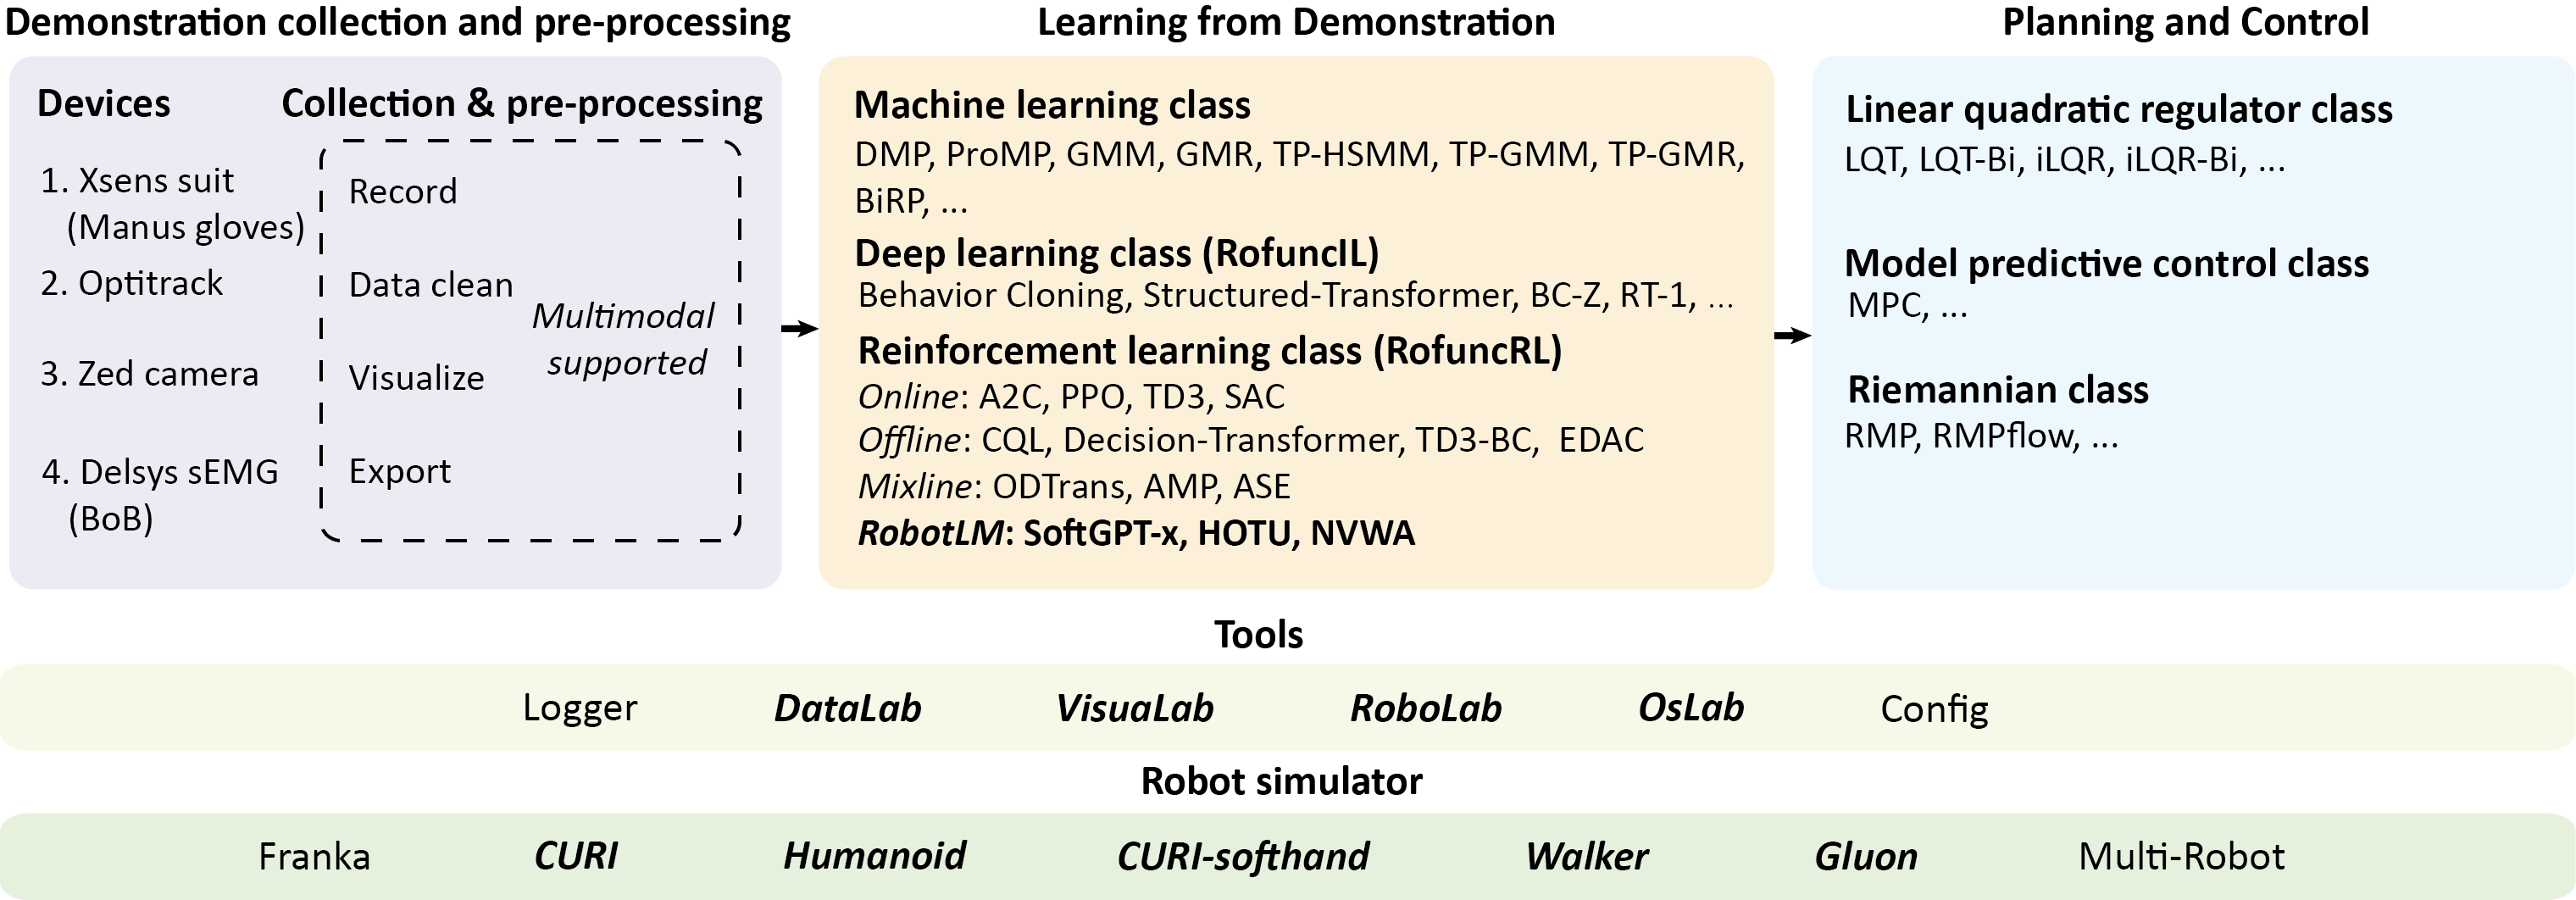 Demonstration collection and pre-processing
Devices
Collection & pre-processing
1. Xsens suit
(Manus gloves)
2. Optitrack
3. Zed camera
4. Delsys sEMG
(BoB)
Record
Data clean
Visualize
Export
Multimodal
supported
Learning from Demonstration
Machine learning class
DMP, ProMP, GMM, GMR, TP-HSMM, TP-GMM, TP-GMR,
BiRP, ...
Deep learning class (RofuncIL)
Behavior Cloning, Structured-Transformer, BC-Z, RT-1, ...
Reinforcement learning class (RofuncRL)
Online: A2C, PPO, TD3, SAC
Offline: CQL, Decision-Transformer, TD3-BC, EDAC
Mixline: ODTrans, AMP, ASE
RobotLM: SoftGPT-x, HOTU, NVWA
Planning and Control
Linear quadratic regulator class
LQT, LQT-Bi, iLQR, iLQR-Bi, ...
Model predictive control class
MPC, ...
Riemannian class
RMP, RMPflow, ...
Tools
Logger DataLab VisuaLab RoboLab OsLab Config
Robot simulator
Franka CURI Humanoid CURI-softhand Walker Gluon Multi-Robot